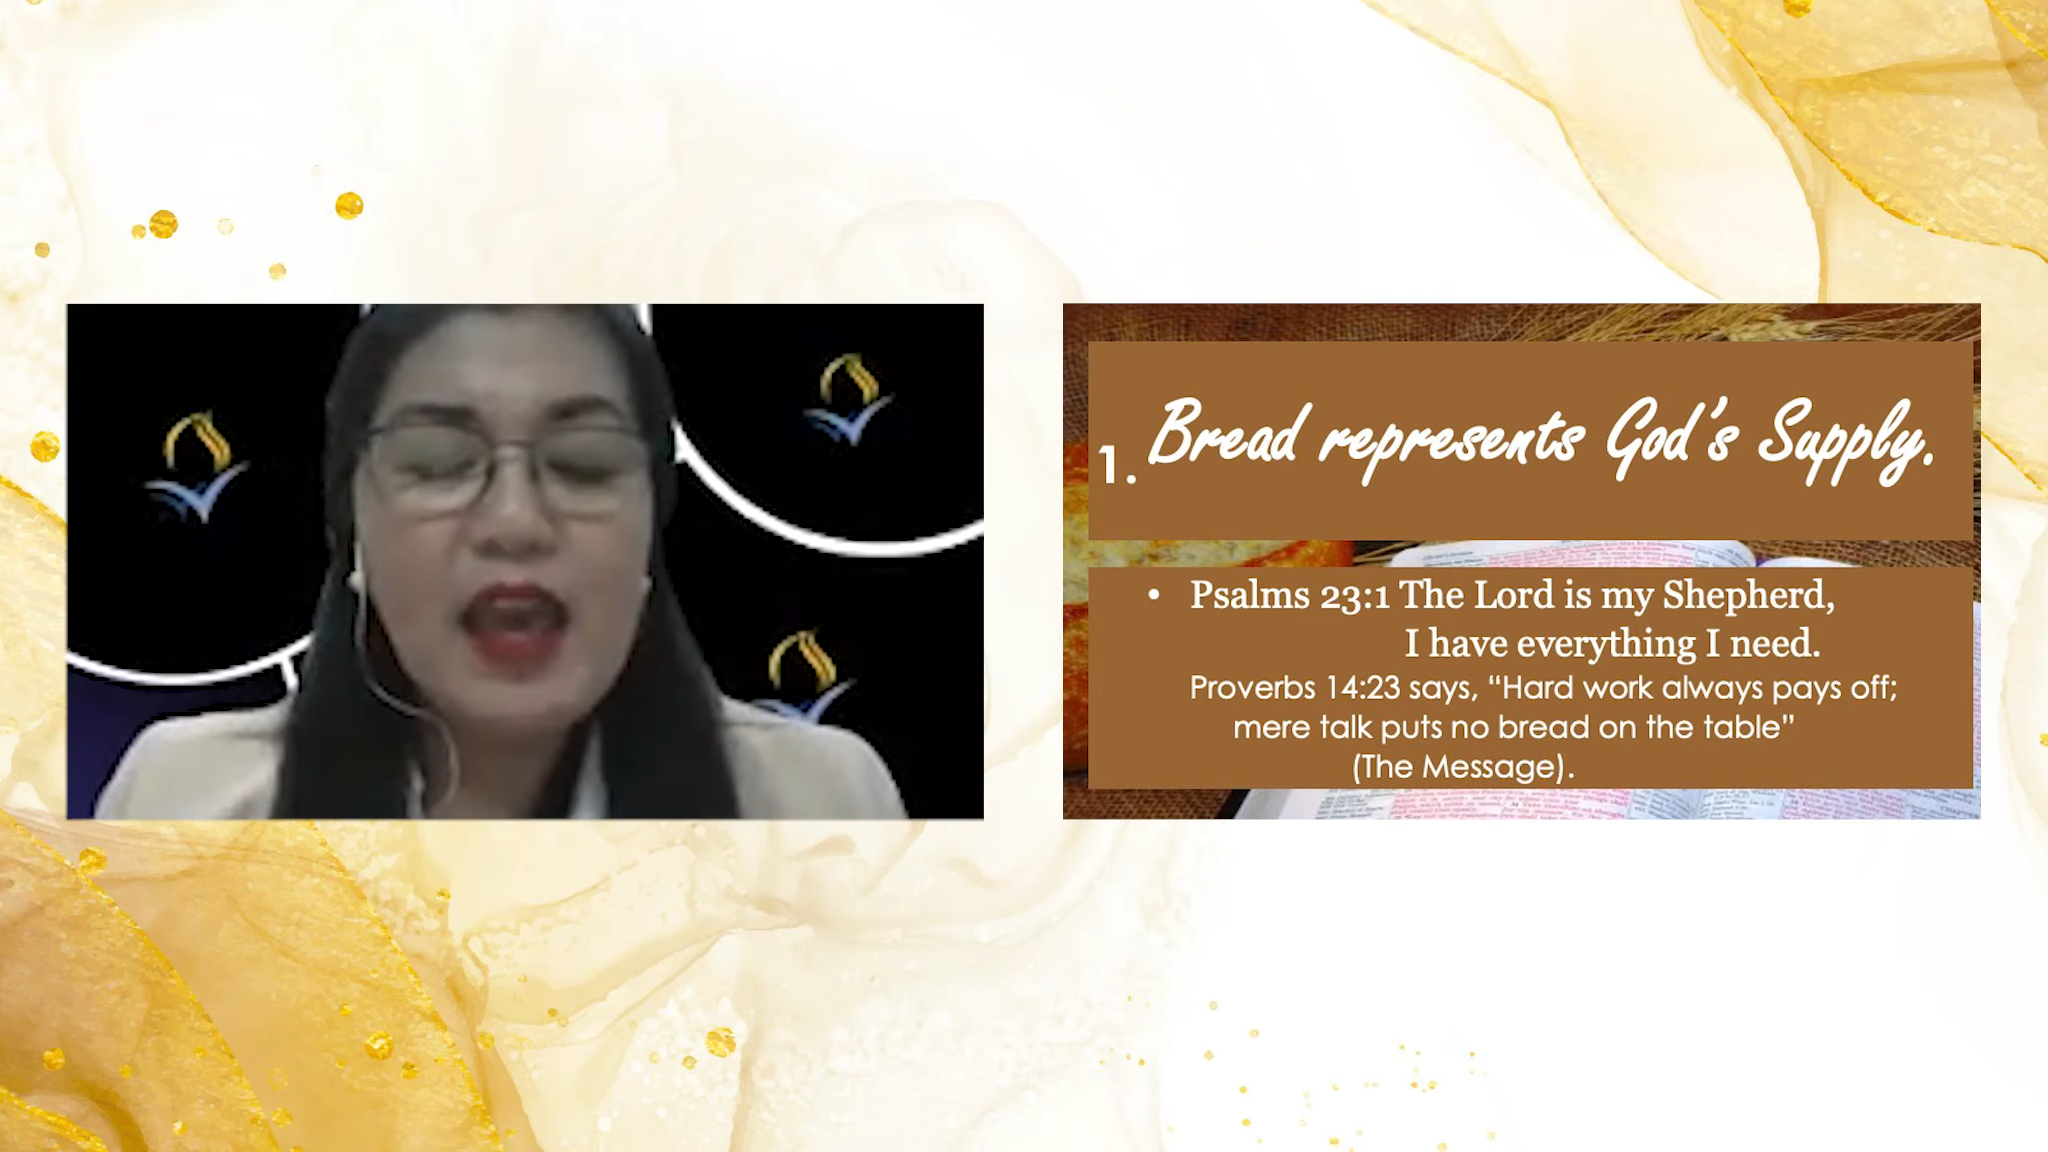 1. Bread represents God's Supply.
• Psalms 23:1 The Lord is my Shepherd,
I have everything I need.
Proverbs 14:23 says, “Hard work always pays off;
mere talk puts no bread on the table”
(The Message).